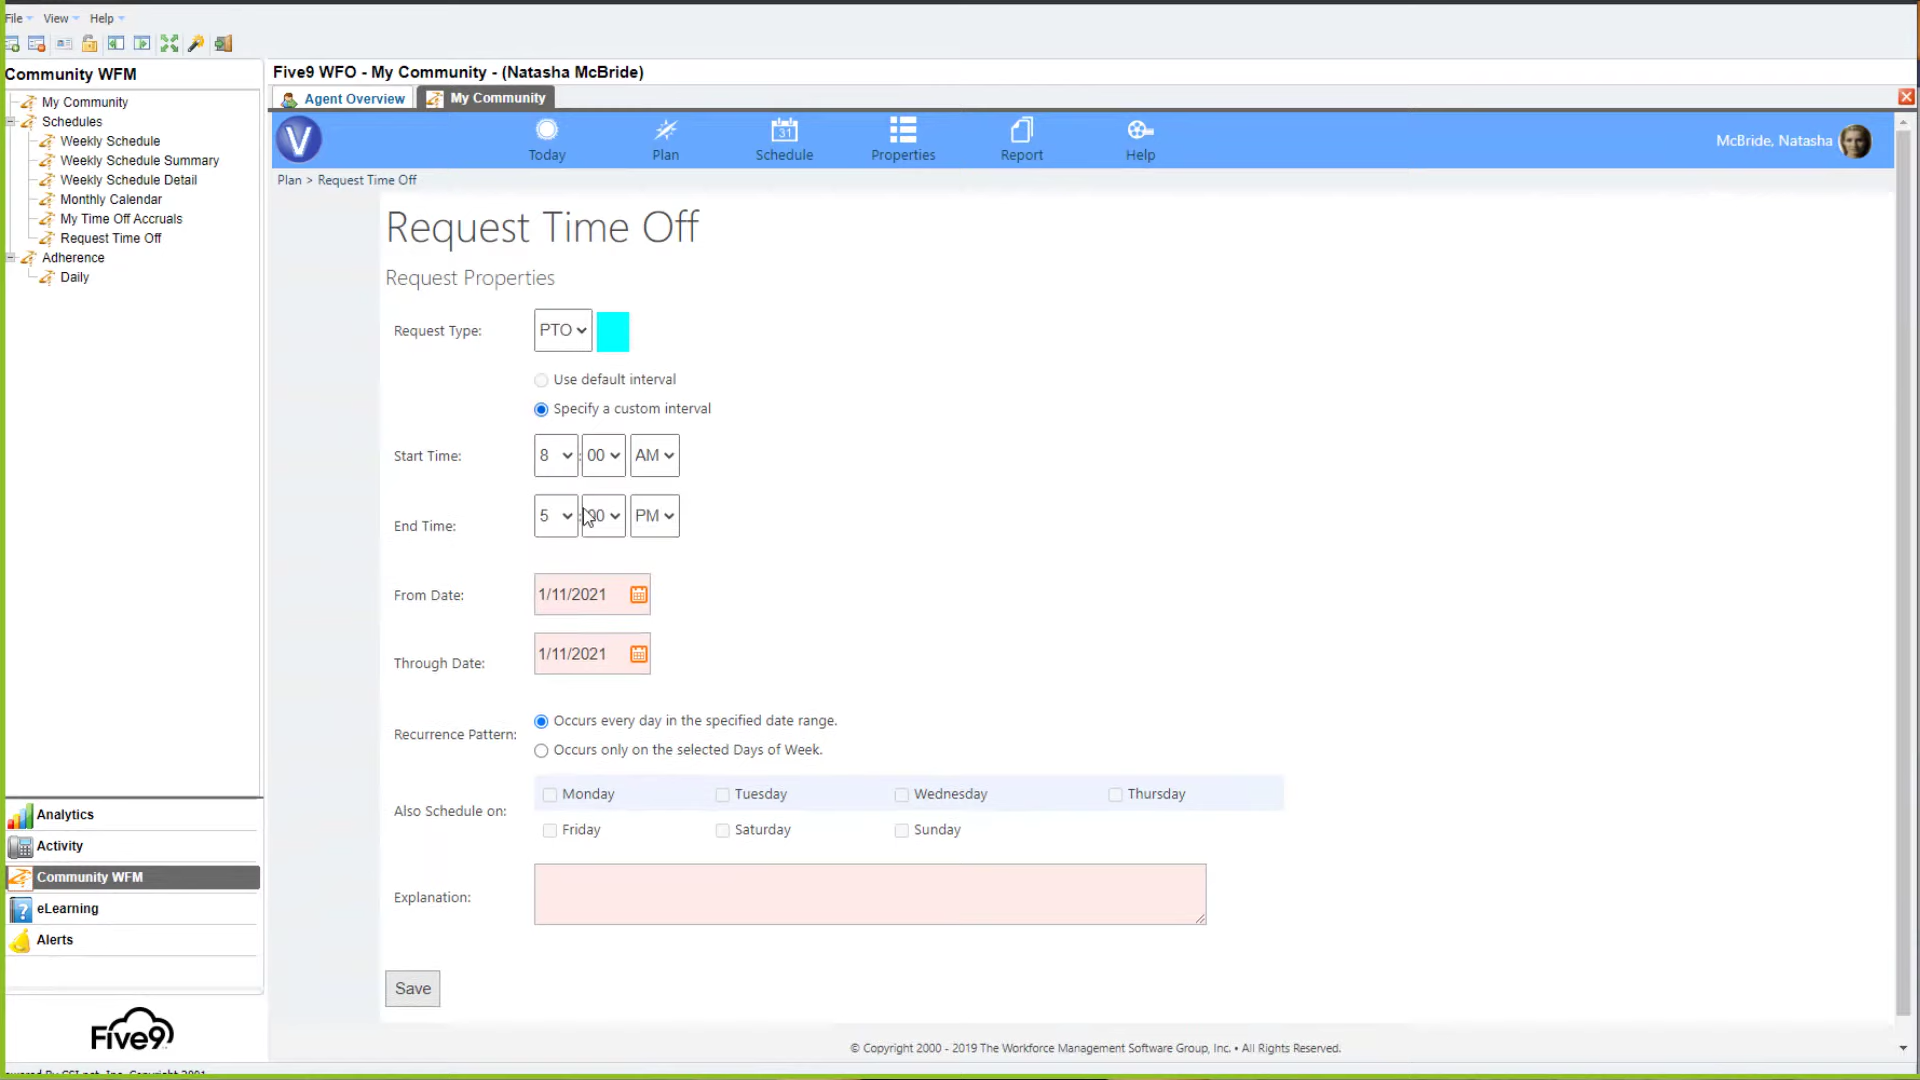 File View Help
Community WFM
My Community
Schedules
Weekly Schedule
Weekly Schedule Summary
Weekly Schedule Detail
Monthly Calendar
My Time Off Accruals
Request Time Off
Adherence
Daily
Analytics
Activity
Community WFM
eLearning
Alerts
Five9
Five9 WFO - My Community - (Natasha McBride)
Agent Overview My Community
V Today Plan 31 Schedule Properties Report Help McBride, Natasha
Plan > Request Time Off
Request Time Off
Request Properties
Request Type: PTO
Use default interval
Specify a custom interval
Start Time: 8 : 00 AM
End Time: 5 : 00 PM
From Date: 1/11/2021
Through Date: 1/11/2021
Recurrence Pattern:
Occurs every day in the specified date range.
Occurs only on the selected Days of Week.
Also Schedule on:
Monday Tuesday Wednesday Thursday
Friday Saturday Sunday
Explanation:
Save
© Copyright 2000 - 2019 The Workforce Management Software Group, Inc. • All Rights Reserved.